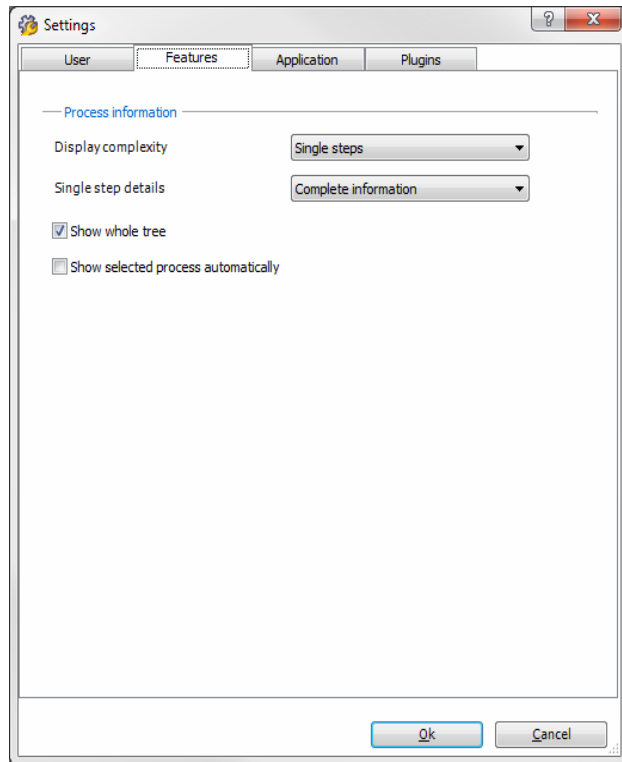 Settings
?
X
User Features Application Plugins
Process information
Display complexity Single steps
Single step details Complete information
Show whole tree
Show selected process automatically
Ok Cancel